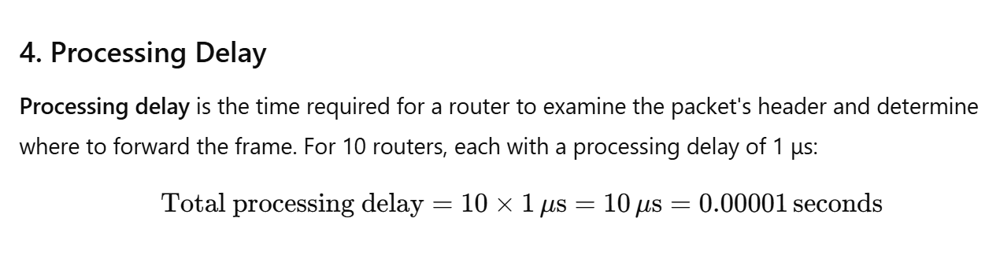 4. Processing Delay
Processing delay is the time required for a router to examine the packet's header and determine
where to forward the frame. For 10 routers, each with a processing delay of 1 µs:
Total processing delay = 10 × 1 μs = 10 μs = 0.00001 seconds